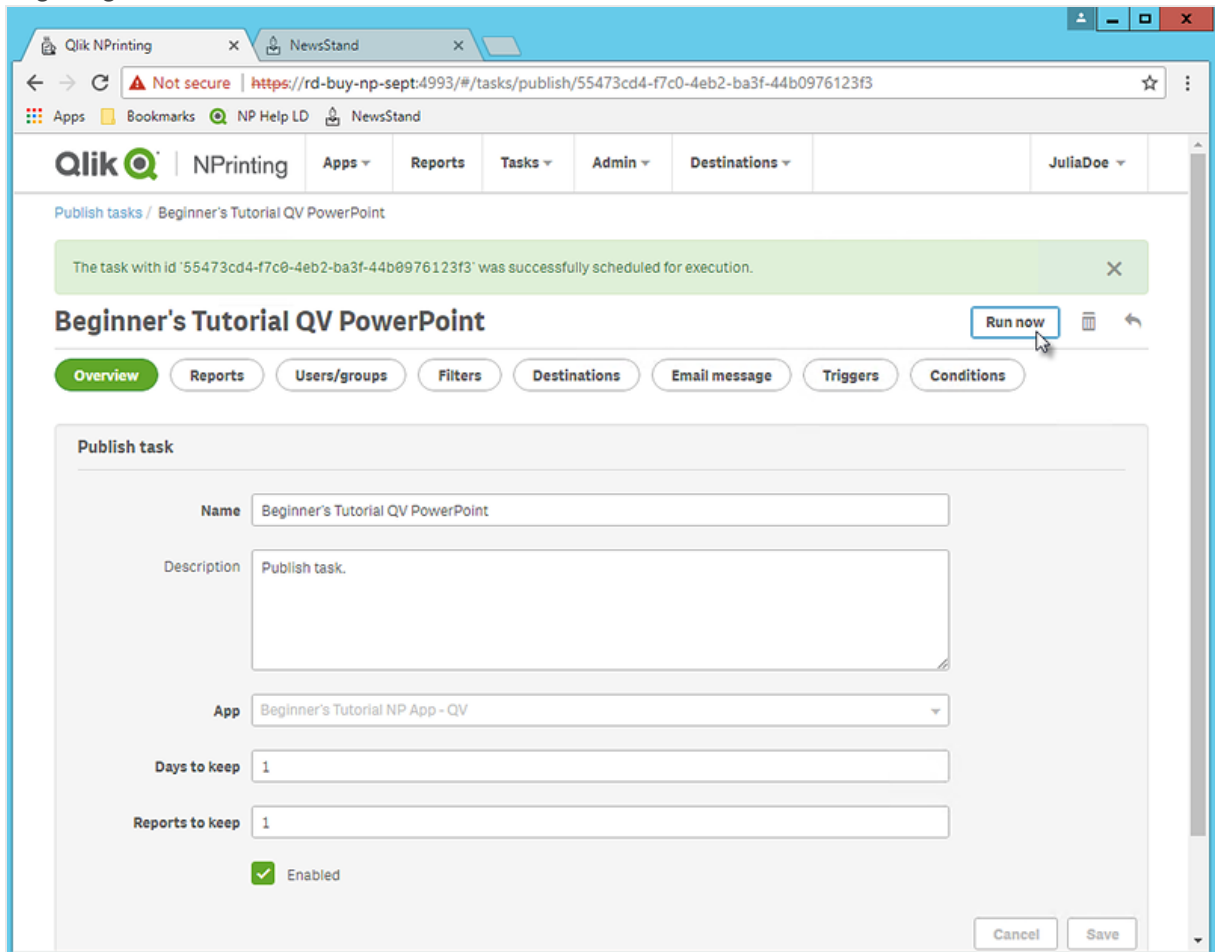 Qlik NPrinting
NewsStand
Not secure | https://rd-buy-np-sept:4993/#/tasks/publish/55473cd4-f7c0-4eb2-ba3f-44b0976123f3
Apps Bookmarks NP Help LD NewsStand
Qlik NPrinting Apps Reports Tasks Admin Destinations JuliaDoe
Publish tasks / Beginner's Tutorial QV PowerPoint
The task with id '55473cd4-f7c0-4eb2-ba3f-44b0976123f3' was successfully scheduled for execution.
Beginner's Tutorial QV PowerPoint
Run now
Overview Reports Users/groups Filters Destinations Email message Triggers Conditions
Publish task
Name Beginner's Tutorial QV PowerPoint
Description Publish task.
App Beginner's Tutorial NP App - QV
Days to keep 1
Reports to keep 1
Enabled
Cancel Save